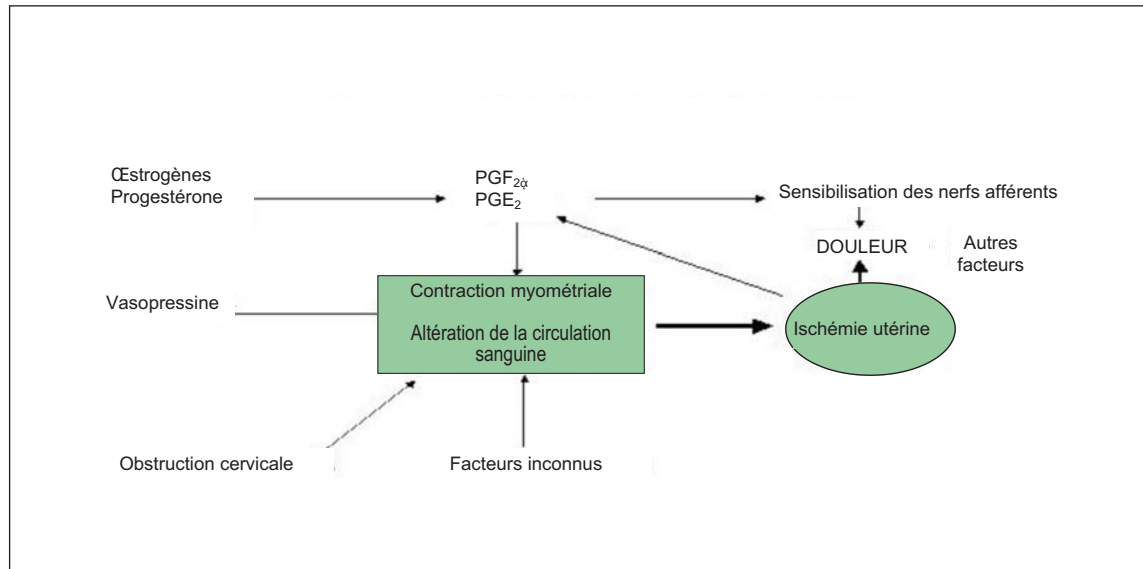 Œstrogènes
Progestérone
PGF2α
PGE2
Sensibilisation des nerfs afférents
DOULEUR
Autres
facteurs
Vasopressine
Contraction myométriale
Altération de la circulation
sanguine
Ischémie utérine
Obstruction cervicale
Facteurs inconnus